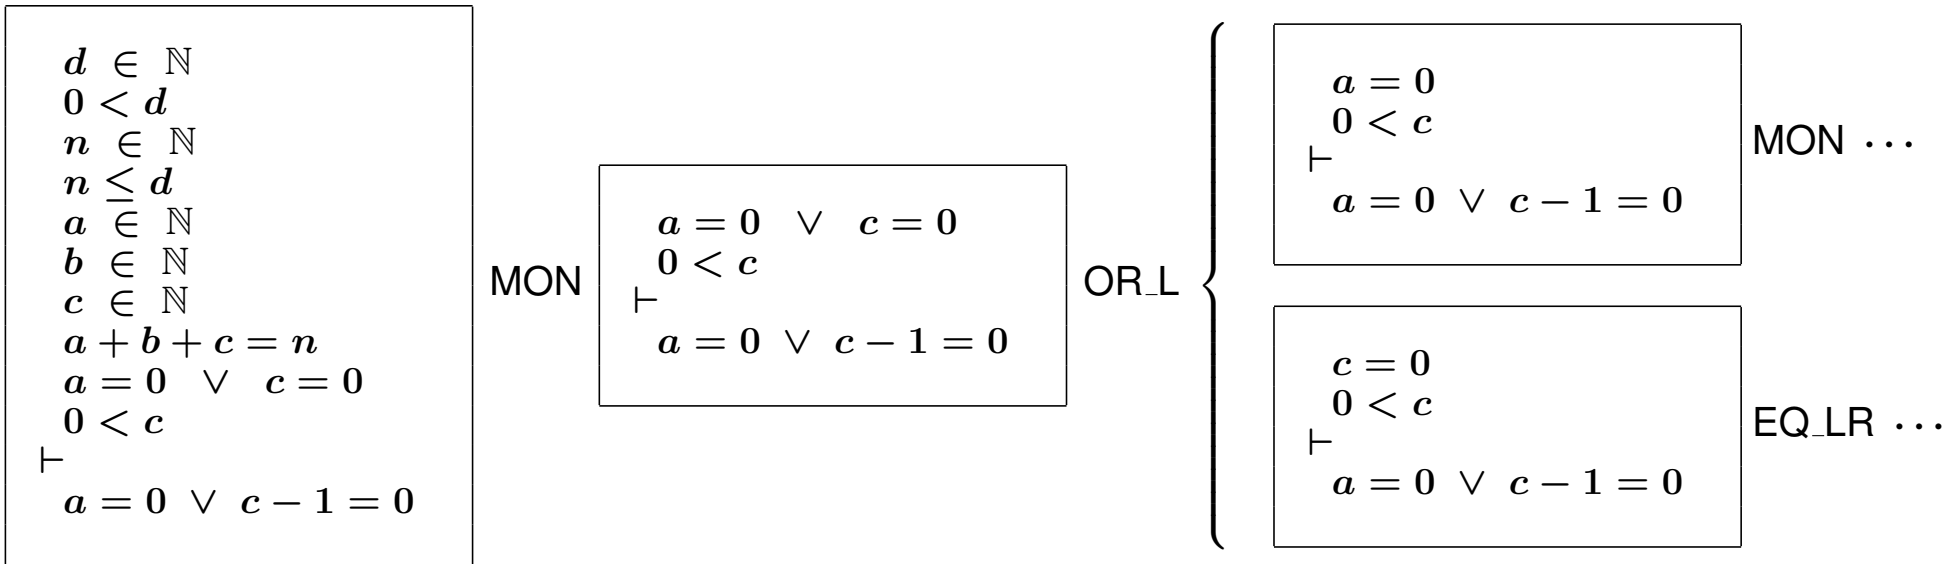 d ∈ ℕ
0 < d
n ∈ ℕ
n ≤ d
a ∈ ℕ
b ∈ ℕ
c ∈ ℕ
a + b + c = n
a = 0 ∨ c = 0
0 < c
⊢
a = 0 ∨ c − 1 = 0
MON
a = 0 ∨ c = 0
0 < c
⊢
a = 0 ∨ c − 1 = 0
OR_L
a = 0
0 < c
⊢
a = 0 ∨ c − 1 = 0
MON ···
c = 0
0 < c
⊢
a = 0 ∨ c − 1 = 0
EQ_LR ···